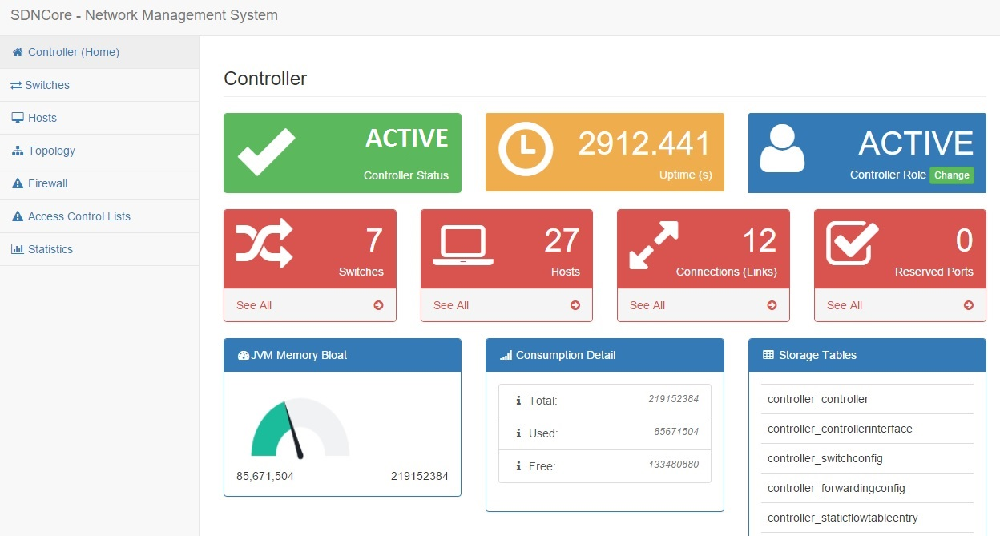 SDNCore - Network Management System
Controller (Home)
Switches
Hosts
Topology
Firewall
Access Control Lists
Statistics
Controller
ACTIVE
Controller Status
2912.441
Uptime (s)
ACTIVE
Controller Role Change
7
Switches
See All
27
Hosts
See All
12
Connections (Links)
See All
0
Reserved Ports
See All
JVM Memory Bloat
85,671,504 219152384
Consumption Detail
Total: 219152384
Used: 85671504
Free: 133480880
Storage Tables
controller_controller
controller_controllerinterface
controller_switchconfig
controller_forwardingconfig
controller_staticflowtableentry